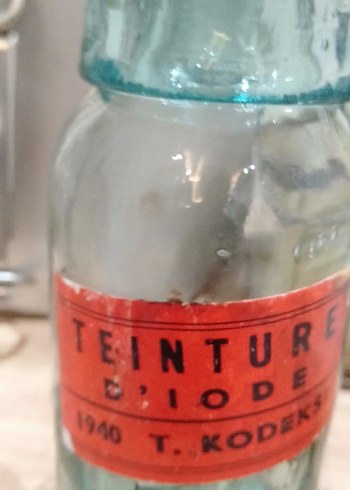 TEINTURE
D'IODE
1940 T. KODEKS